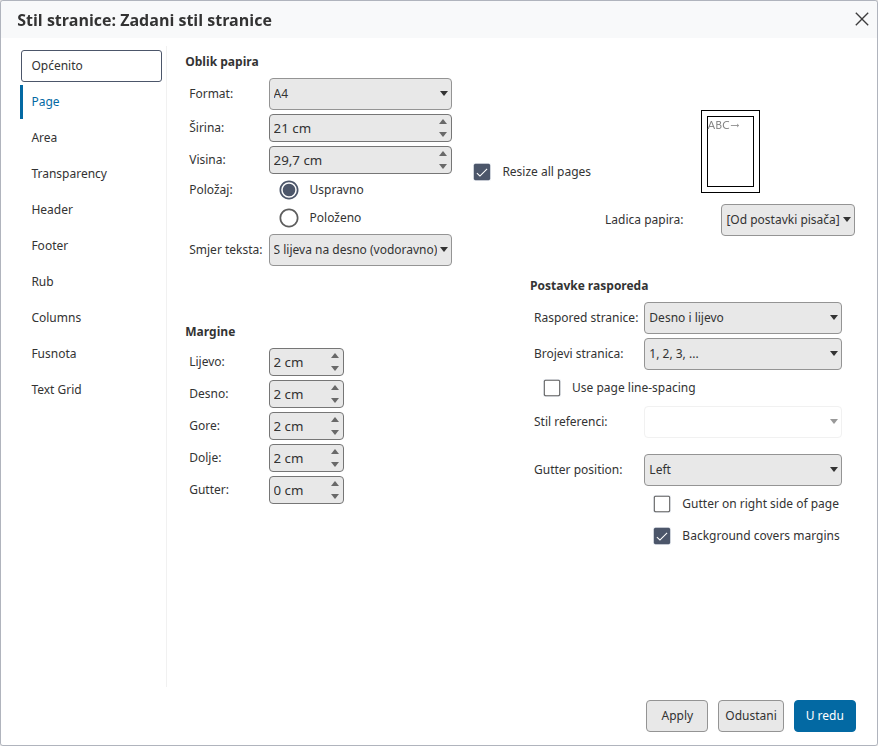 Stil stranice: Zadani stil stranice
Općenito
Page
Area
Transparency
Header
Footer
Rub
Columns
Fusnota
Text Grid
Oblik papira
Format: A4
Širina: 21 cm
Visina: 29,7 cm
Resize all pages
Položaj: Uspravno
Položeno
Smjer teksta: S lijeva na desno (vodoravno)
ABC→
Ladica papira: [Od postavki pisača]
Margine
Lijevo: 2 cm
Desno: 2 cm
Gore: 2 cm
Dolje: 2 cm
Gutter: 0 cm
Postavke rasporeda
Raspored stranice: Desno i lijevo
Brojevi stranica: 1, 2, 3, ...
Use page line-spacing
Stil referenci:
Gutter position: Left
Gutter on right side of page
Background covers margins
Apply
Odustani
U redu